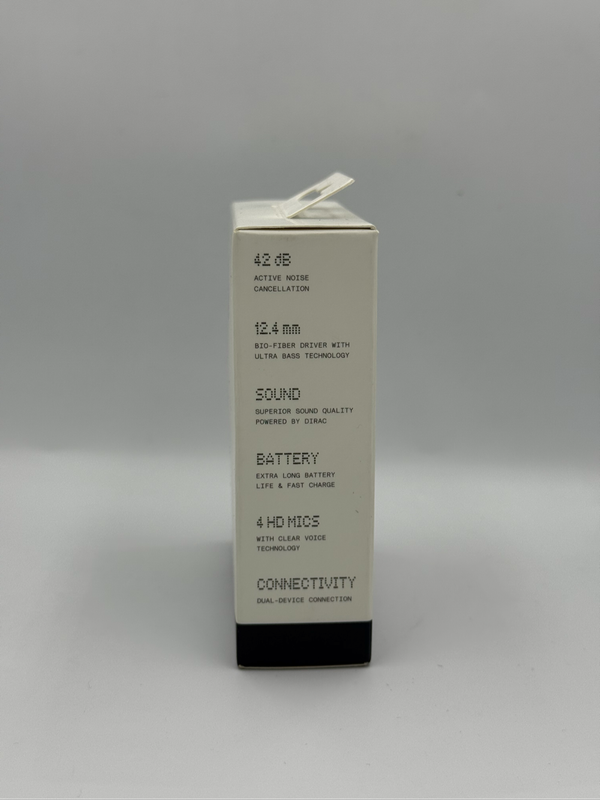 42 dB
ACTIVE NOISE
CANCELLATION
12.4 mm
BIO-FIBER DRIVER WITH
ULTRA BASS TECHNOLOGY
SOUND
SUPERIOR SOUND QUALITY
POWERED BY DIRAC
BATTERY
EXTRA LONG BATTERY
LIFE & FAST CHARGE
4 HD MICS
WITH CLEAR VOICE
TECHNOLOGY
CONNECTIVITY
DUAL-DEVICE CONNECTION